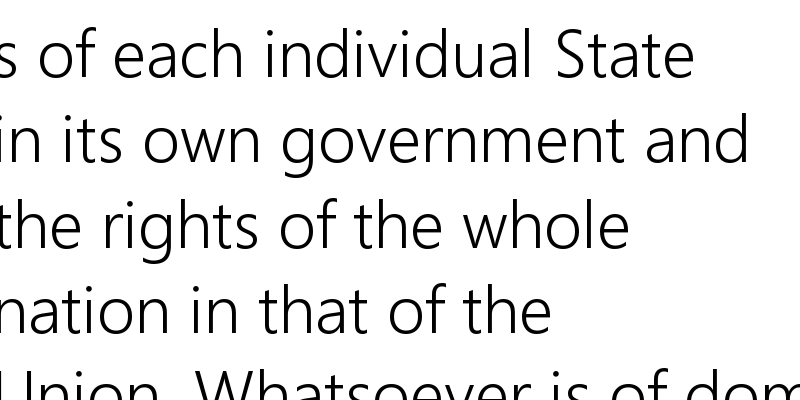 s of each individual State
in its own government and
the rights of the whole
nation in that of the
Union. Whatsoever is of dom